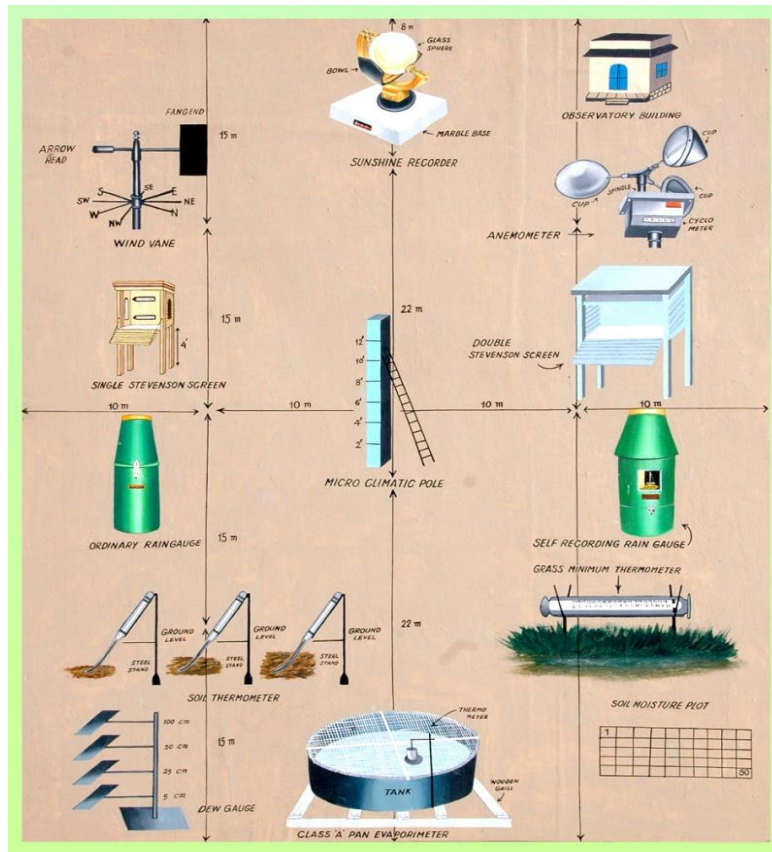 8 m
GLASS
SPHERE
BOWL
MARBLE BASE
SUNSHINE RECORDER
OBSERVATORY BUILDING
FANGEND
15 m
ARROW
HEAD
S
SE
E
SW
NE
W
N
NW
WIND VANE
CUP
SPINDLE
CUP
CUP
CYCLO
METER
ANEMOMETER
15 m
4'
SINGLE STEVENSON SCREEN
22 m
12'
10'
8'
6'
4'
2'
MICRO CLIMATIC POLE
DOUBLE
STEVENSON SCREEN
10 m
10 m
10 m
10 m
ORDINARY RAINGAUGE
15 m
SELF RECORDING RAIN GAUGE
GRASS MINIMUM THERMOMETER
22 m
GROUND
LEVEL
STEEL
STAND
GROUND
LEVEL
STEEL
STAND
GROUND
LEVEL
STEEL
STAND
SOIL THERMOMETER
100 cm
50 cm
25 cm
5 cm
DEW GAUGE
15 m
THERMO
METER
TANK
WOODEN
GRILL
CLASS 'A' PAN EVAPORIMETER
SOIL MOISTURE PLOT
1
50